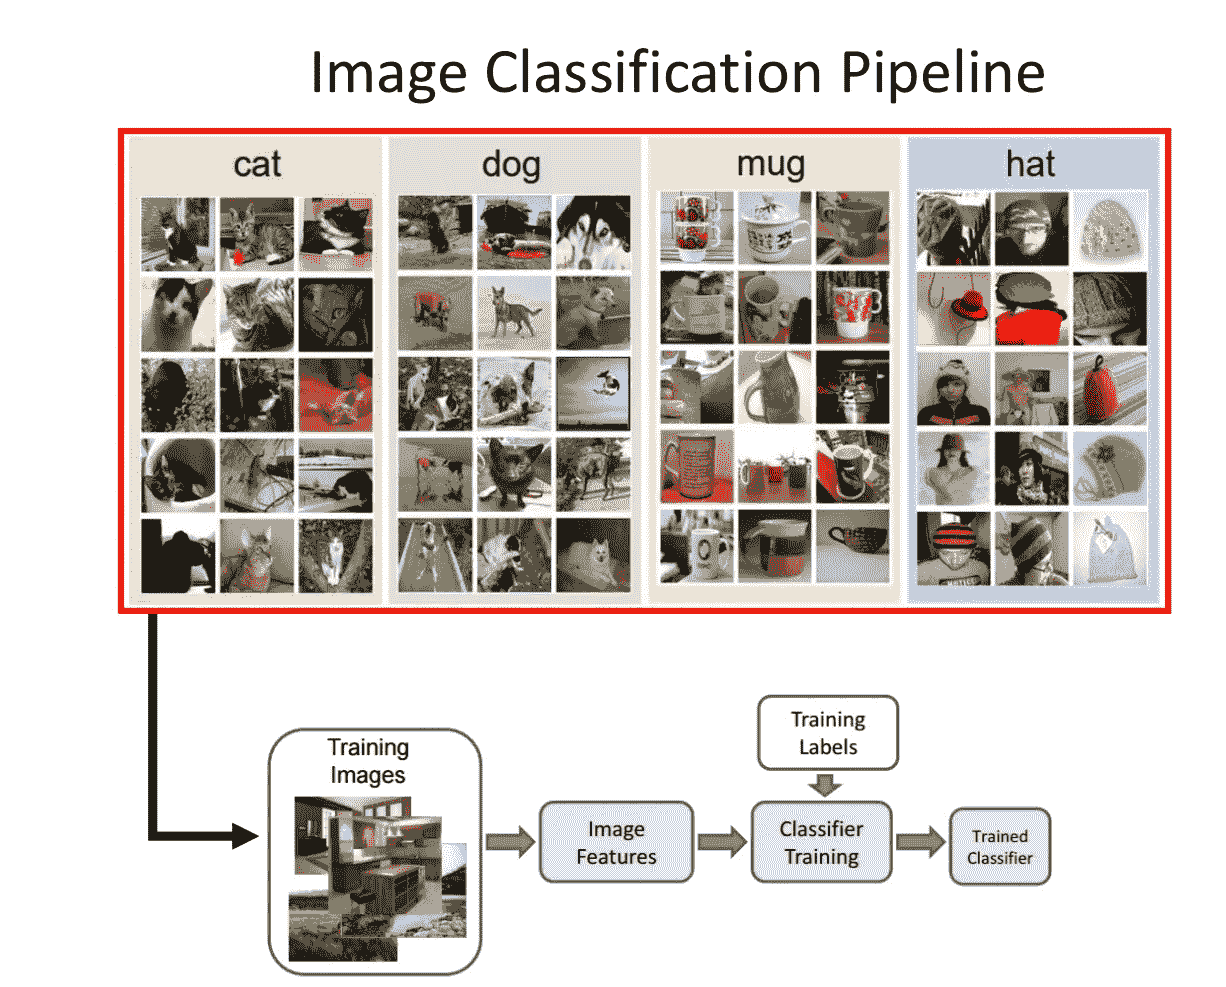 Image Classification Pipeline
cat
dog
mug
hat
Training
Images
Training
Labels
Image
Features
Classifier
Training
Trained
Classifier